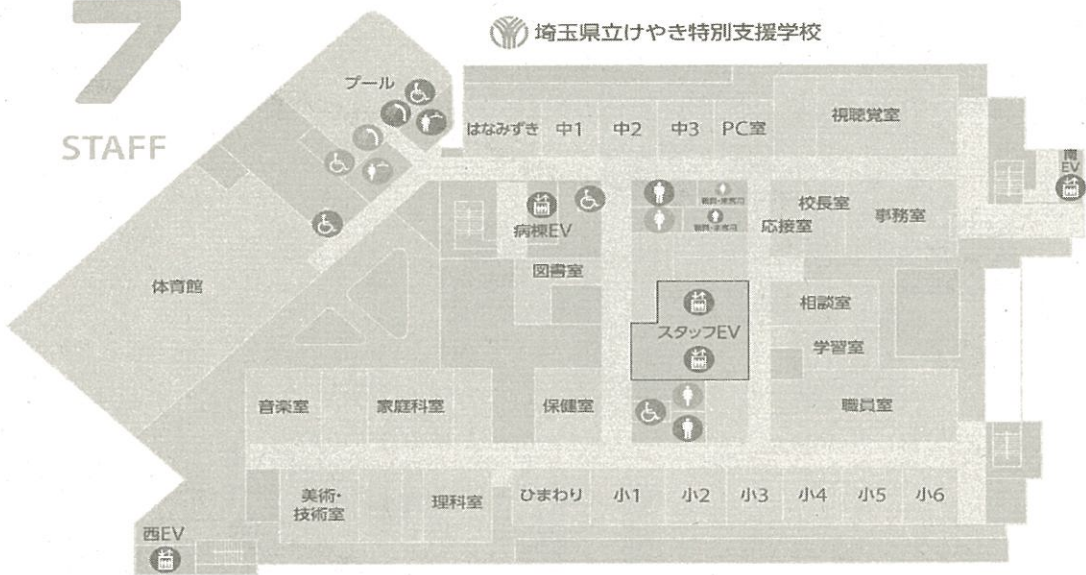 7
STAFF
埼玉県立けやき特別支援学校
プール
はなみずき
中1
中2
中3
PC室
視聴覚室
南
EV
病棟EV
校長室
応接室
事務室
図書室
体育館
スタッフEV
相談室
学習室
音楽室
家庭科室
保健室
職員室
美術・
技術室
理科室
ひまわり
小1
小2
小3
小4
小5
小6
西EV